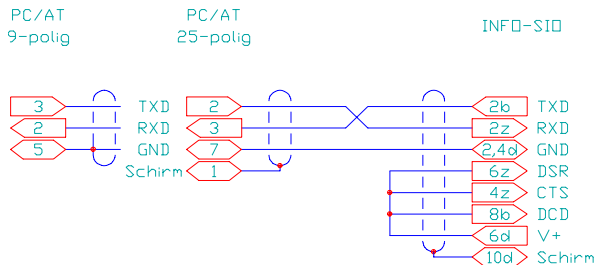 PC/AT PC/AT
9-polig 25-polig INFO-SIO
3 TXD 2 2b TXD
2 RXD 3 2z RXD
5 GND 7 2,4d GND
Schirm 1 6z DSR
4z CTS
8b DCD
6d V+
10d Schirm